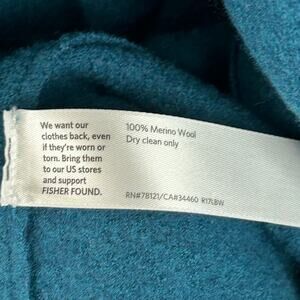 We want our
clothes back, even
if they're worn or
torn. Bring them
to our US stores
and support
FISHER FOUND.
100% Merino Wool
Dry clean only
RN#78121/CA#34460 R17LBW